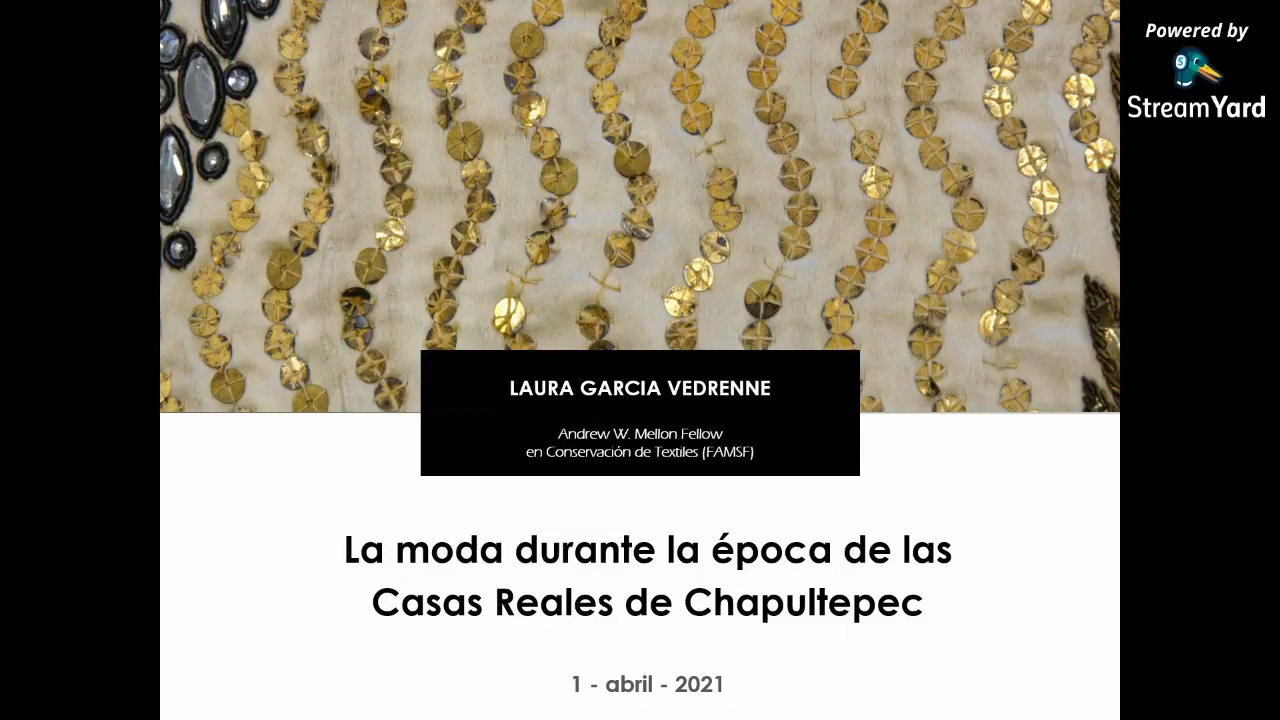 Powered by
StreamYard
LAURA GARCIA VEDRENNE
Andrew W. Mellon Fellow
en Conservación de Textiles (FAMSF)
La moda durante la época de las
Casas Reales de Chapultepec
1 - abril - 2021